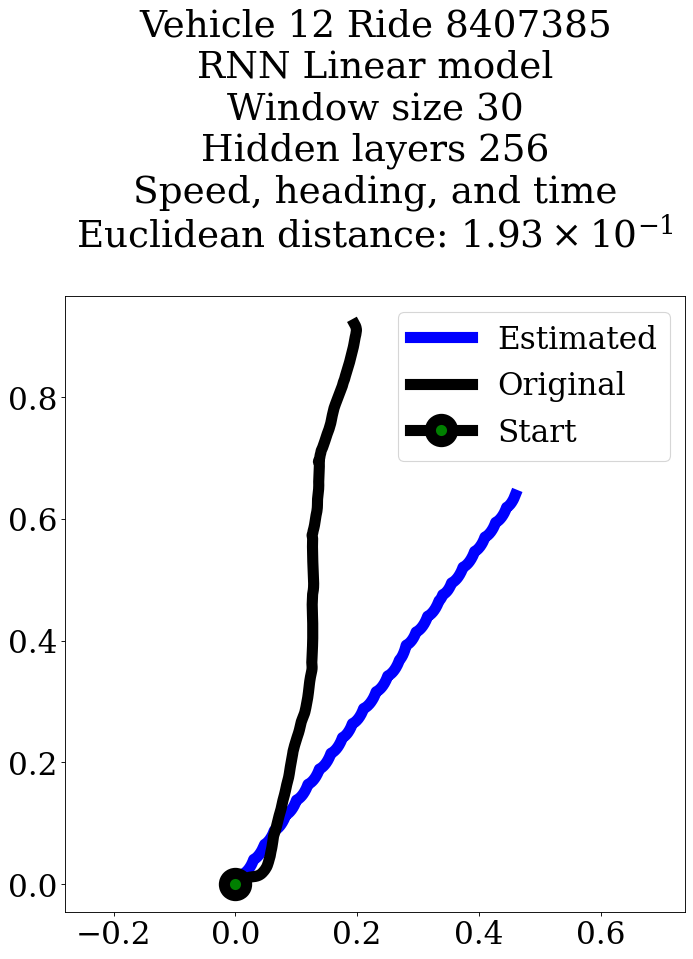 Vehicle 12 Ride 8407385
RNN Linear model
Window size 30
Hidden layers 256
Speed, heading, and time
Euclidean distance: 1.93 × 10⁻¹
Estimated
Original
Start
0.8
0.6
0.4
0.2
0.0
−0.2 0.0 0.2 0.4 0.6